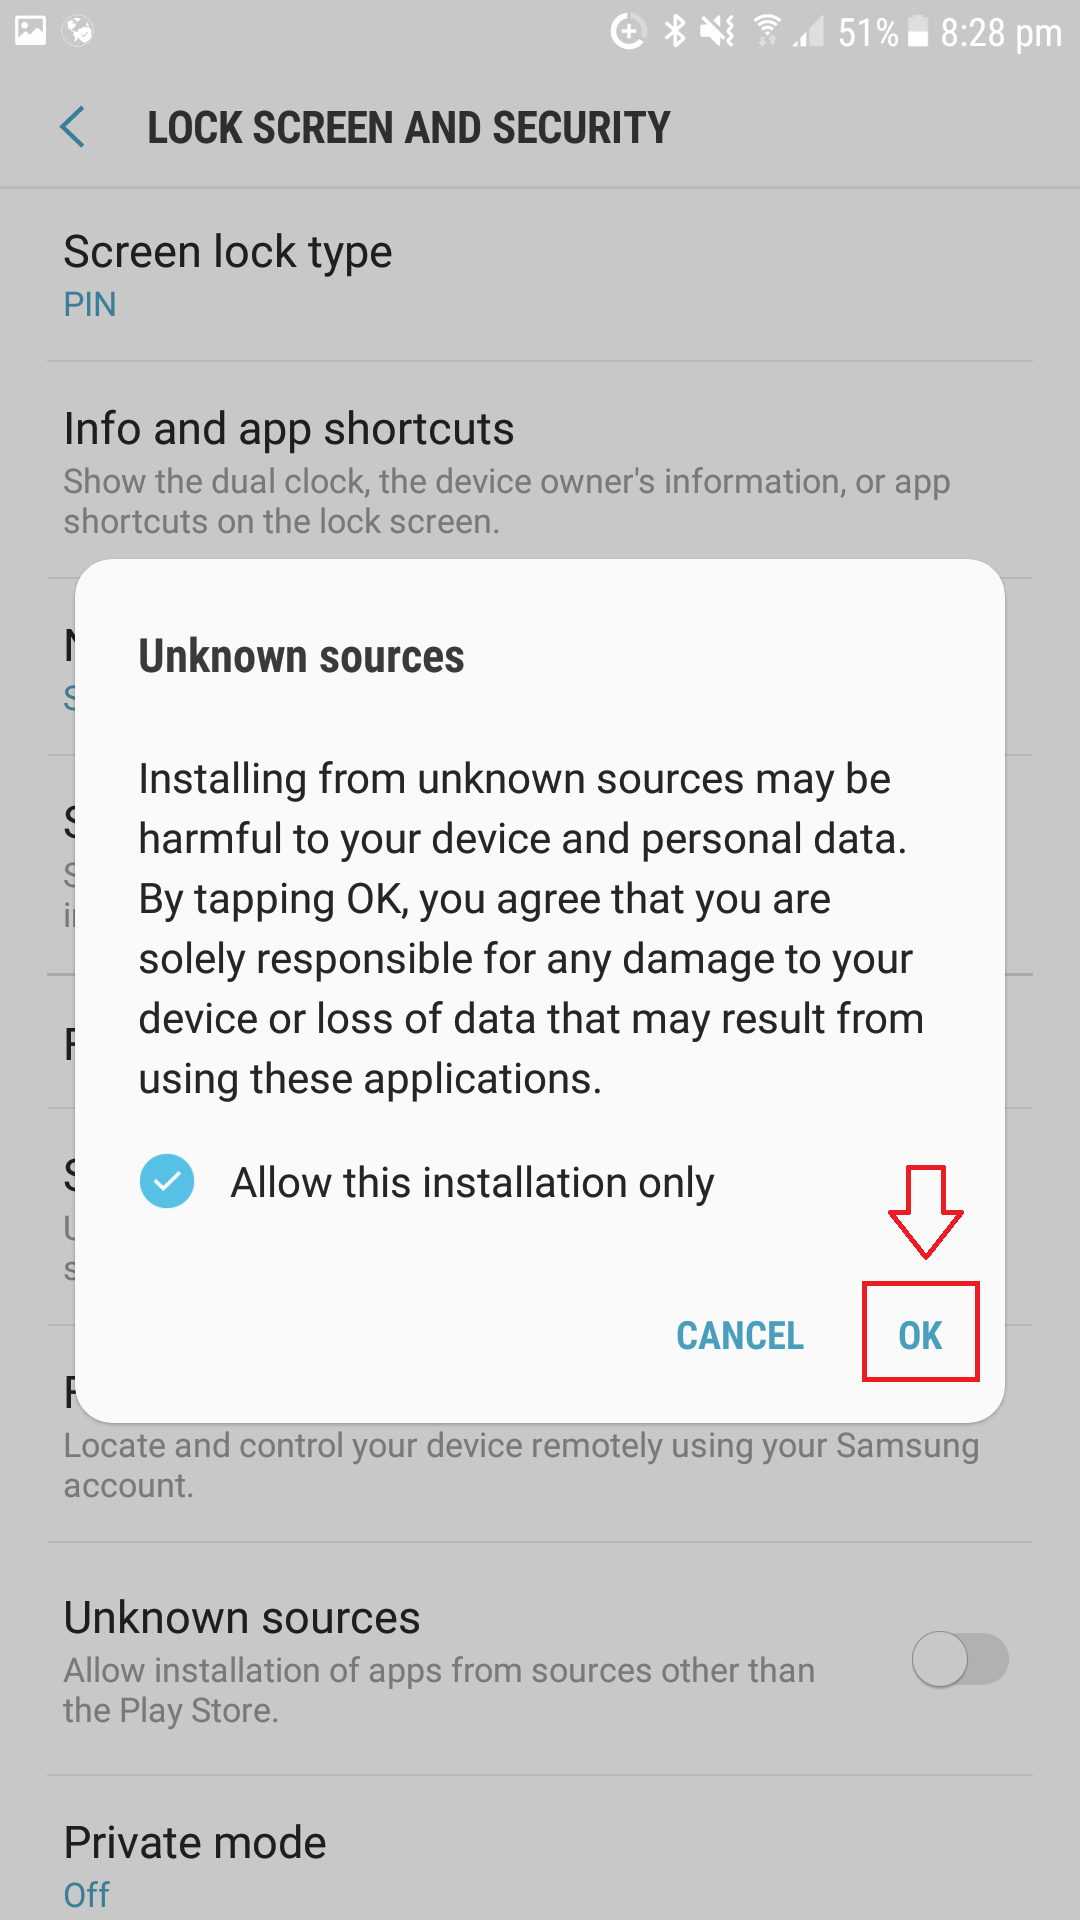 51% 8:28 pm
LOCK SCREEN AND SECURITY
Screen lock type
PIN
Info and app shortcuts
Show the dual clock, the device owner's information, or app
shortcuts on the lock screen.
Unknown sources
Installing from unknown sources may be
harmful to your device and personal data.
By tapping OK, you agree that you are
solely responsible for any damage to your
device or loss of data that may result from
using these applications.
Allow this installation only
CANCEL OK
Locate and control your device remotely using your Samsung
account.
Unknown sources
Allow installation of apps from sources other than
the Play Store.
Private mode
Off